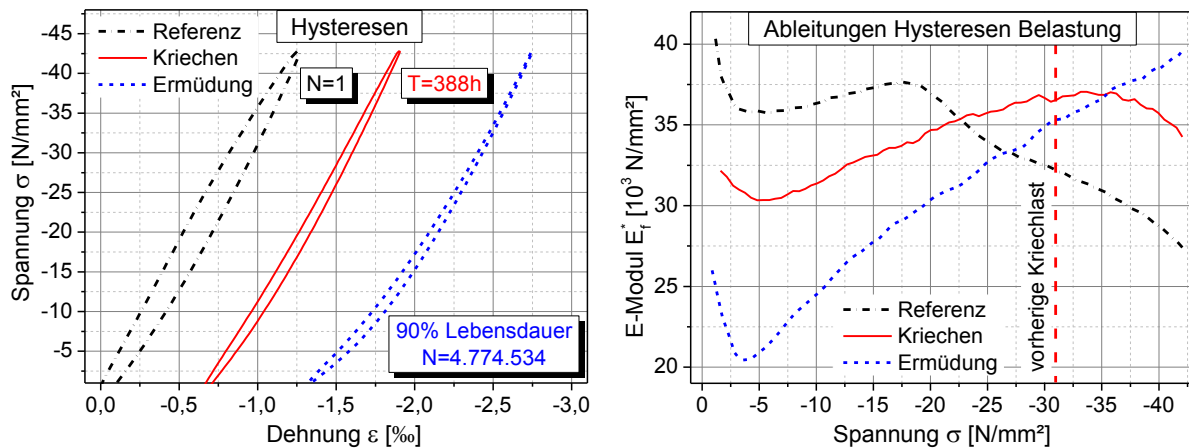 Hysteresen
Referenz
Kriechen
Ermüdung
N=1
T=388h
90% Lebensdauer
N=4.774.534
Spannung σ [N/mm²]
-45
-40
-35
-30
-25
-20
-15
-10
-5
0,0
-0,5
-1,0
-1,5
-2,0
-2,5
-3,0
Dehnung ε [‰]
Ableitungen Hysteresen Belastung
E-Modul E*f [10³ N/mm²]
40
35
30
25
20
vorherige Kriechlast
Referenz
Kriechen
Ermüdung
0
-5
-10
-15
-20
-25
-30
-35
-40
Spannung σ [N/mm²]